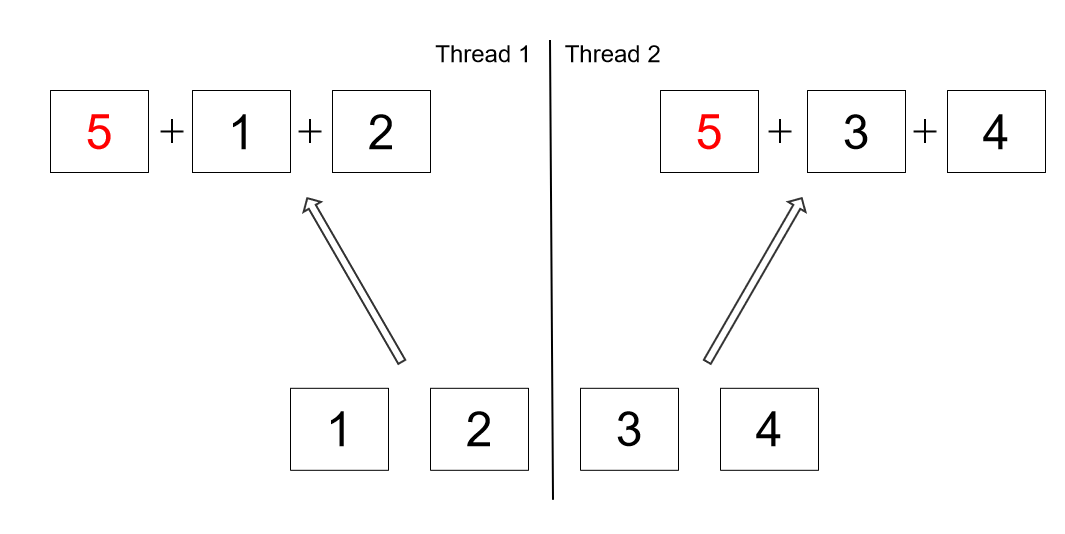 Thread 1
Thread 2
5 + 1 + 2
5 + 3 + 4
1 2
3 4